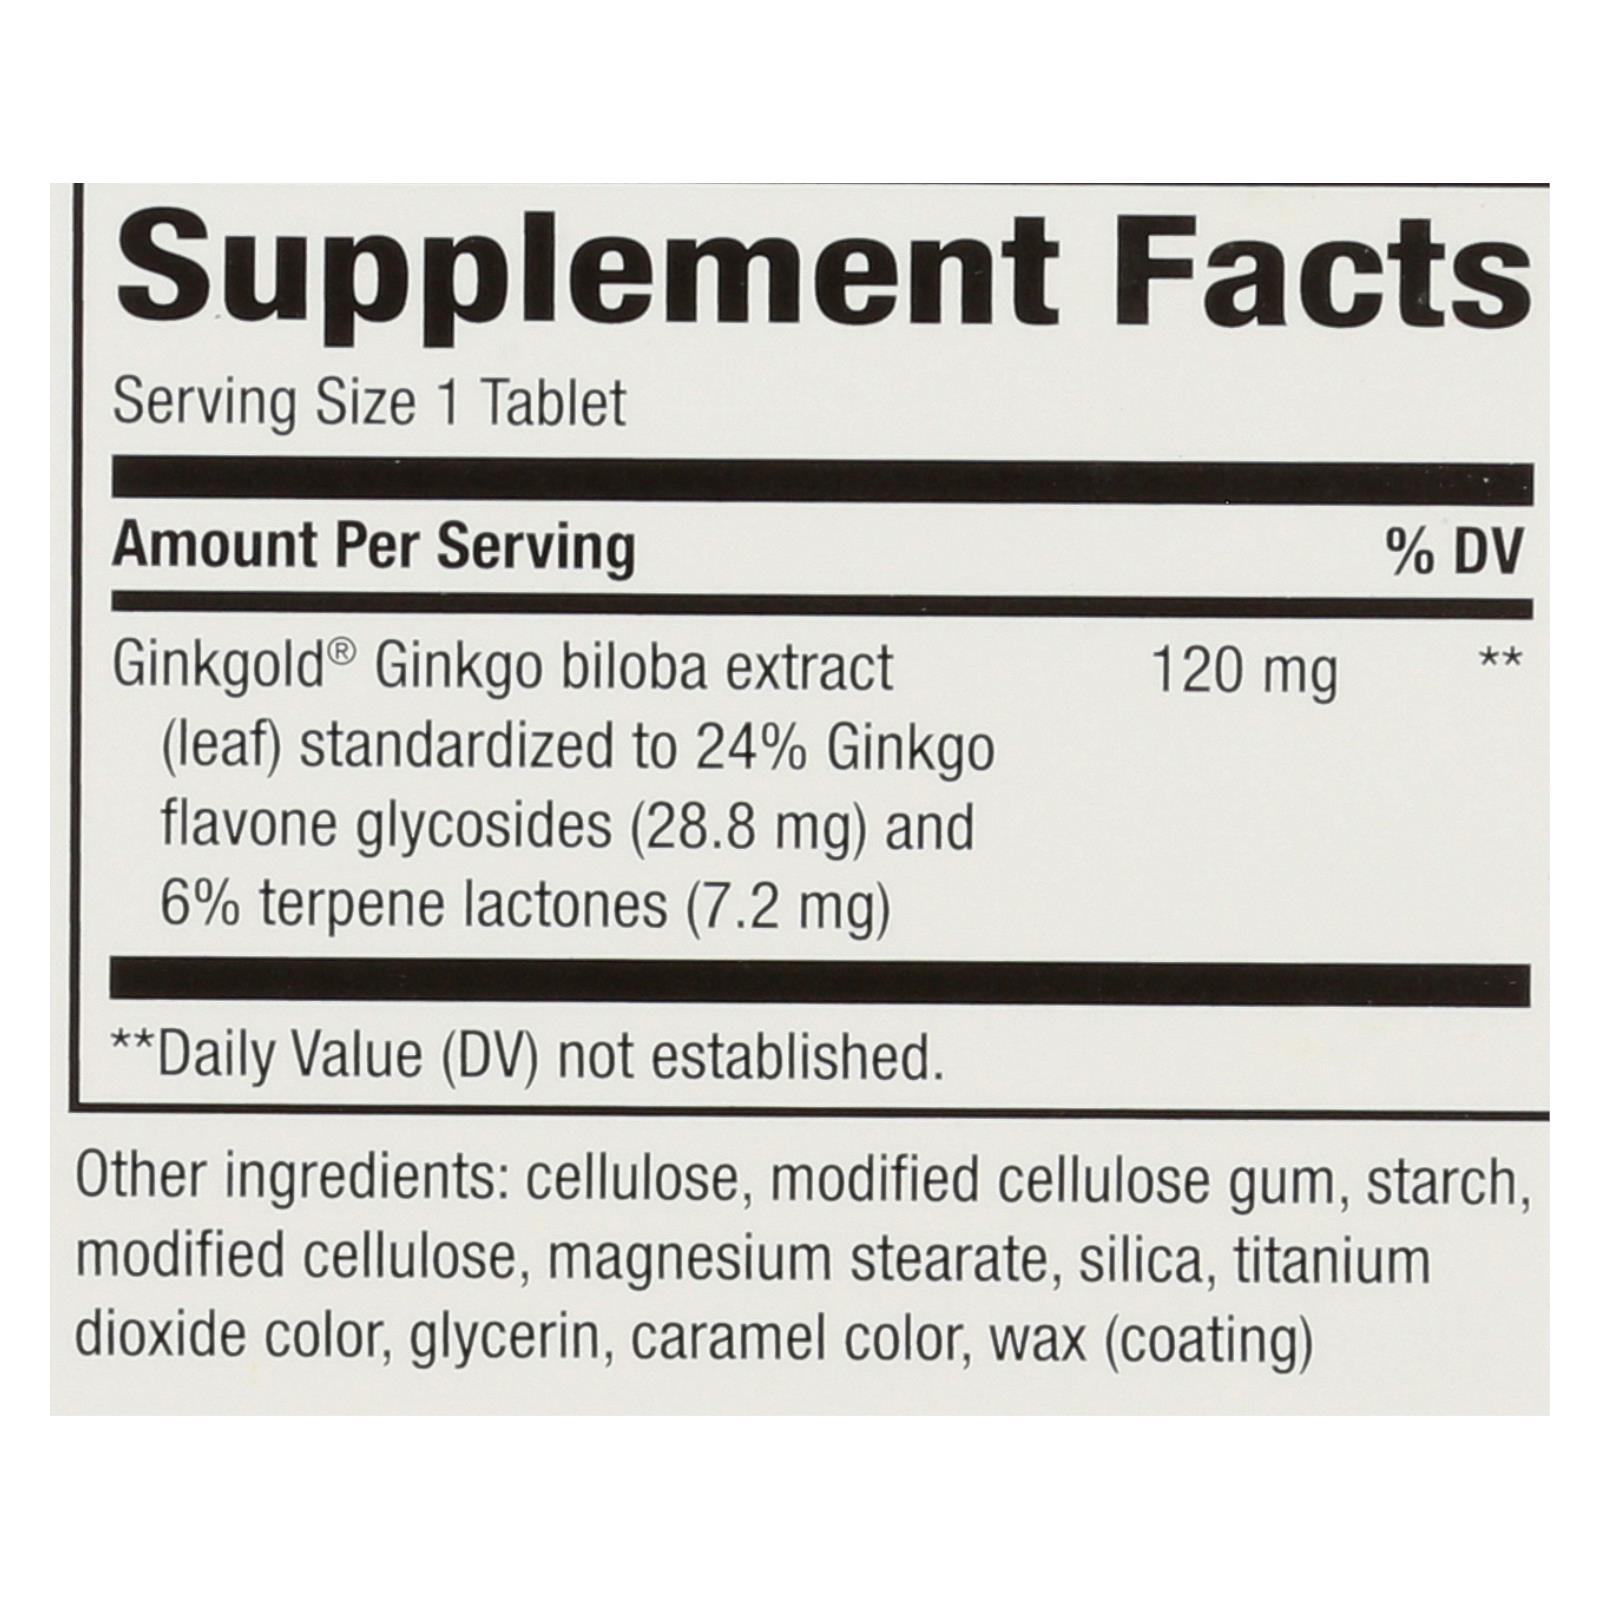 Supplement Facts
Serving Size 1 Tablet
Amount Per Serving % DV
Ginkgold® Ginkgo biloba extract 120 mg **
(leaf) standardized to 24% Ginkgo
flavone glycosides (28.8 mg) and
6% terpene lactones (7.2 mg)
**Daily Value (DV) not established.
Other ingredients: cellulose, modified cellulose gum, starch,
modified cellulose, magnesium stearate, silica, titanium
dioxide color, glycerin, caramel color, wax (coating)